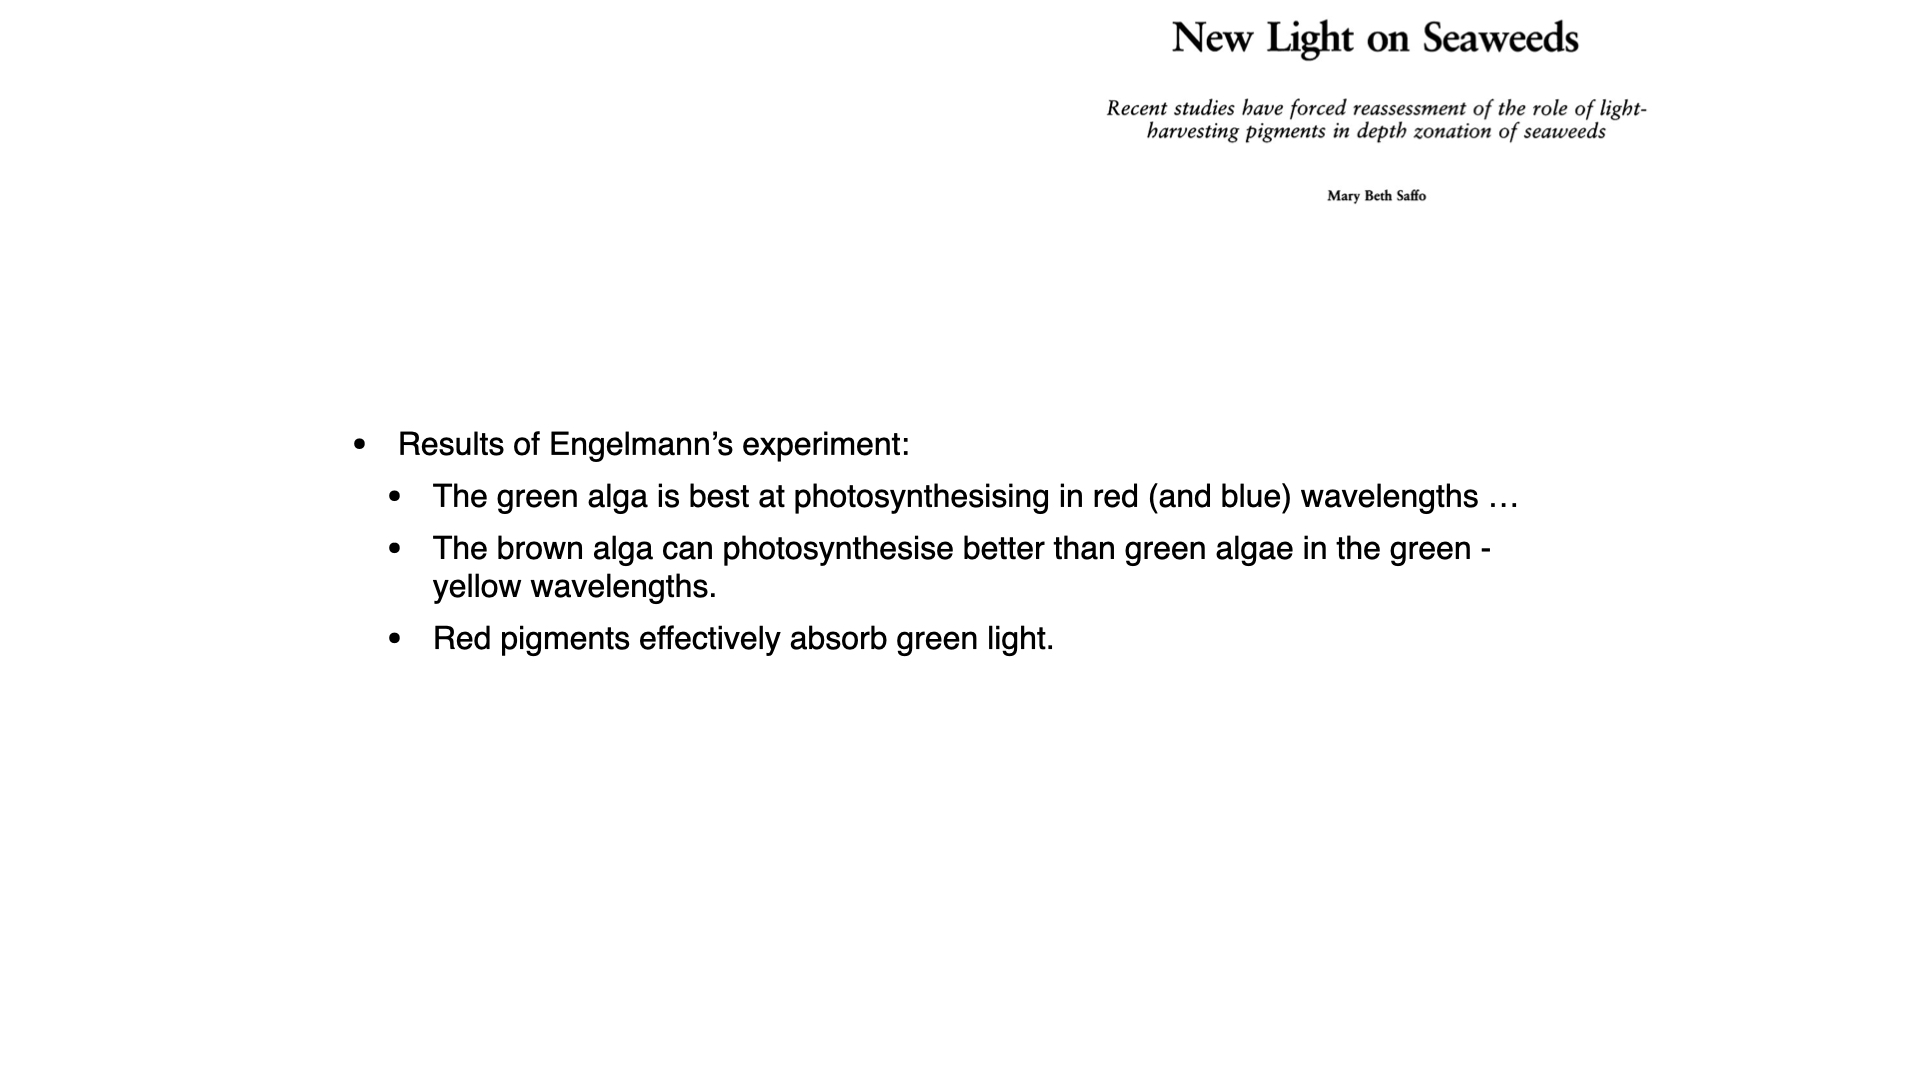 New Light on Seaweeds
Recent studies have forced reassessment of the role of light-
harvesting pigments in depth zonation of seaweeds
Mary Beth Saffo
• Results of Engelmann’s experiment:
• The green alga is best at photosynthesising in red (and blue) wavelengths …
• The brown alga can photosynthesise better than green algae in the green -
yellow wavelengths.
• Red pigments effectively absorb green light.